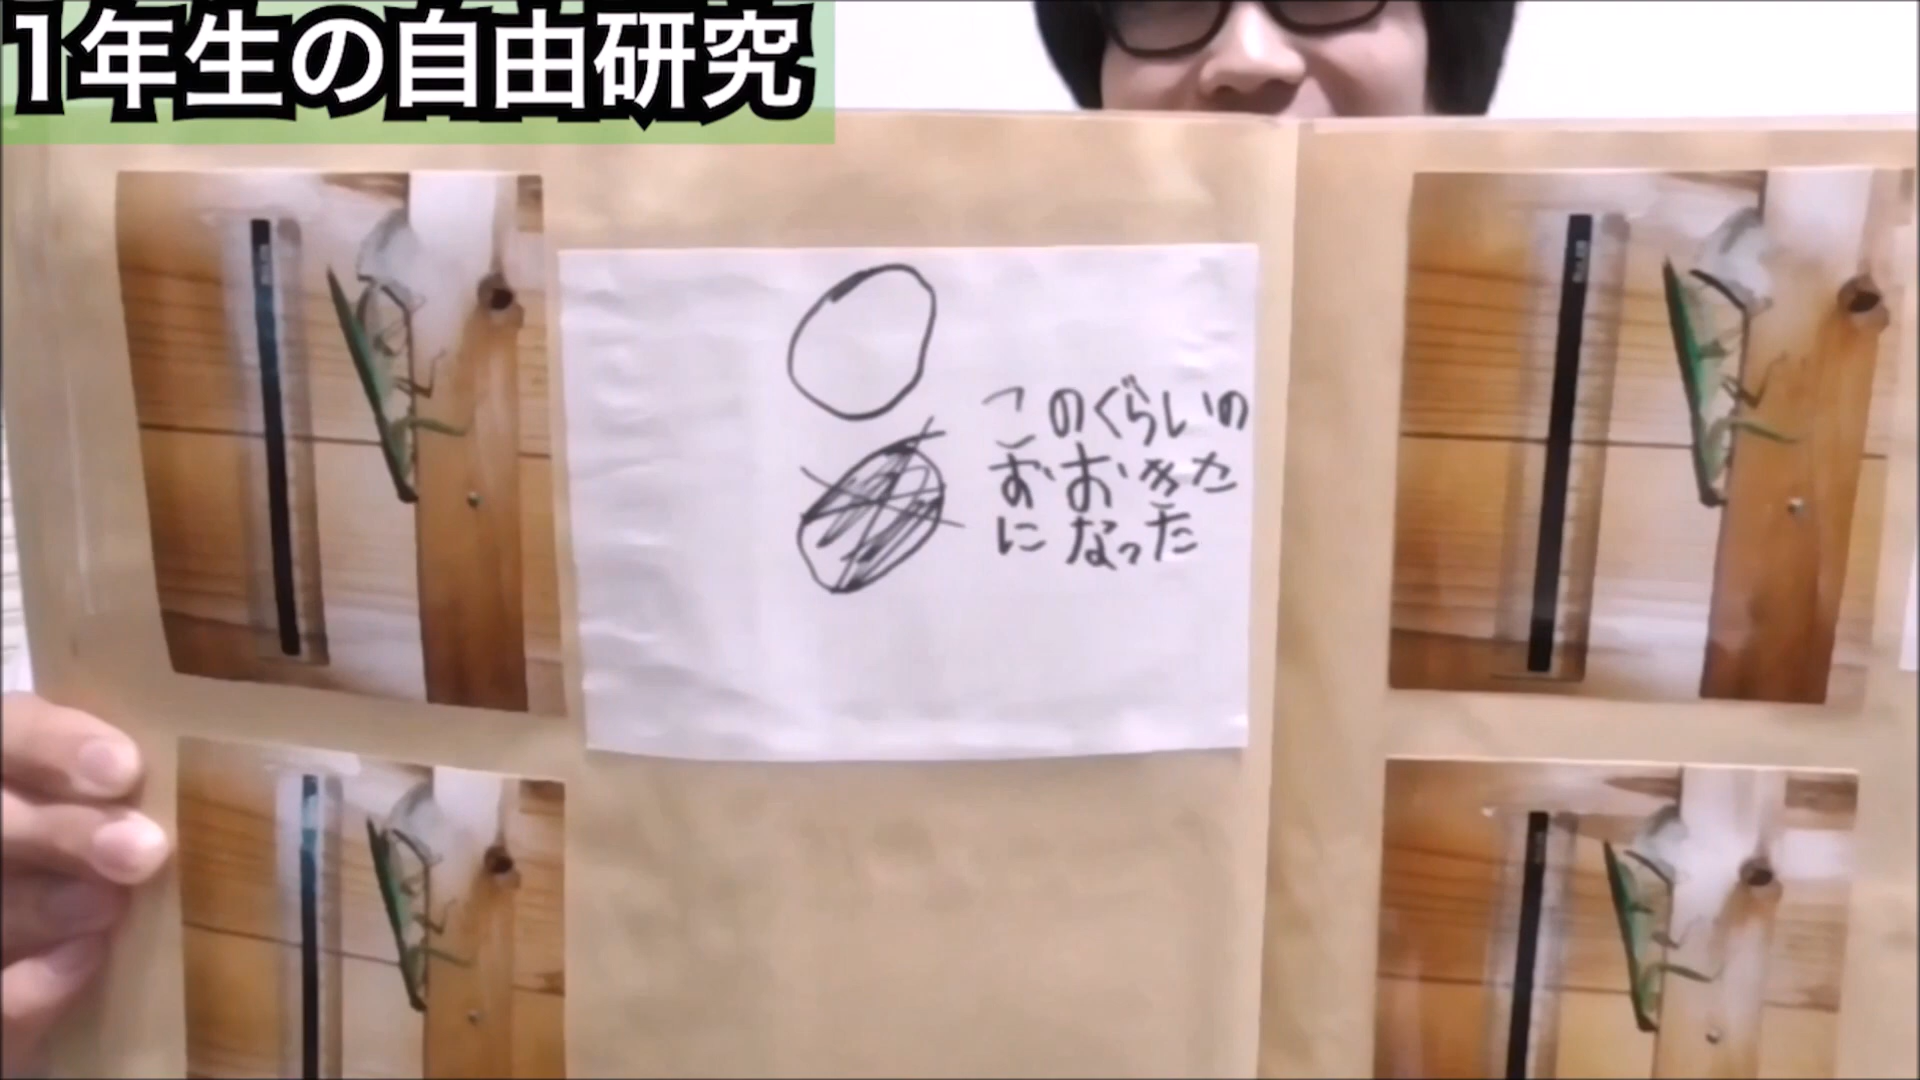 1年生の自由研究
このぐらいの
おおきた
になった